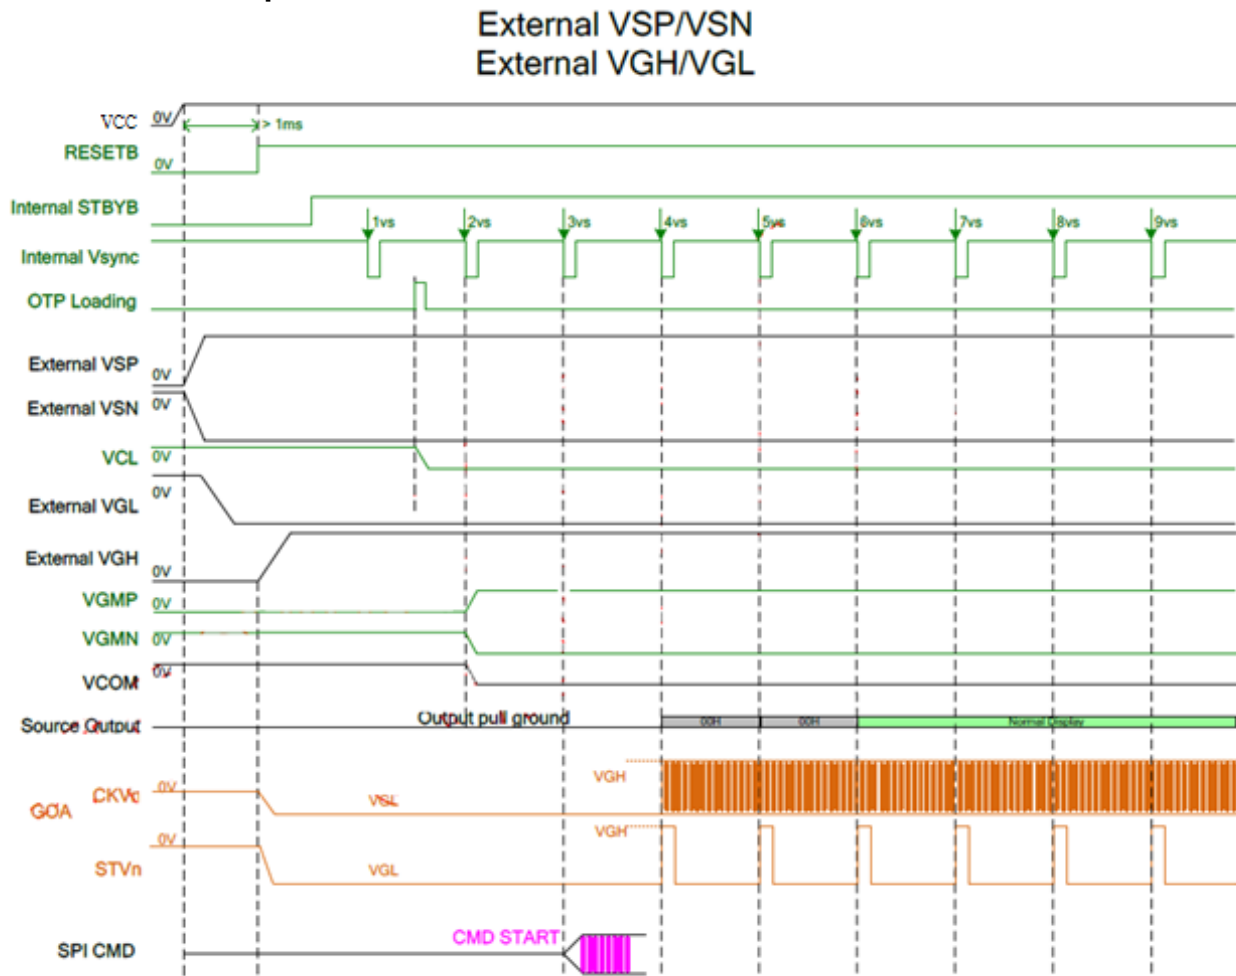 External VSP/VSN
External VGH/VGL
VCC 0V > 1ms
RESETB 0V
Internal STBYB
1vs 2vs 3vs 4vs 5vs 6vs 7vs 8vs 9vs
Internal Vsync
OTP Loading
External VSP 0V
External VSN 0V
VCL 0V
External VGL 0V
External VGH 0V
VGMP 0V
VGMN 0V
VCOM 0V
Source Output Output pull ground 00H 00H Normal Display
CKVc 0V VGL VGH
GOA
STVn 0V VGL VGH
SPI CMD CMD START